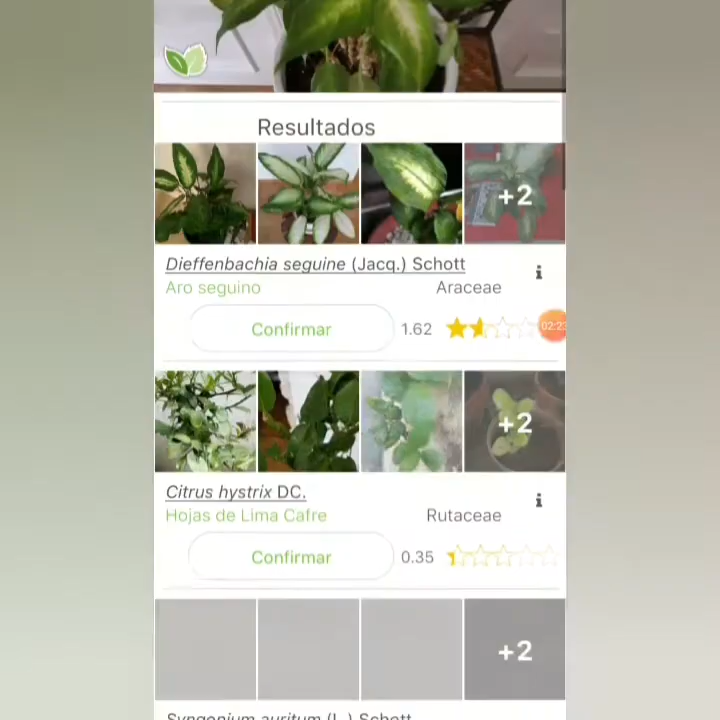 Resultados
+2
Dieffenbachia seguine (Jacq.) Schott
Aro seguino
Araceae
Confirmar
1.62
02:23
+2
Citrus hystrix DC.
Hojas de Lima Cafre
Rutaceae
Confirmar
0.35
+2
Syngonium auritum (L.) Schott